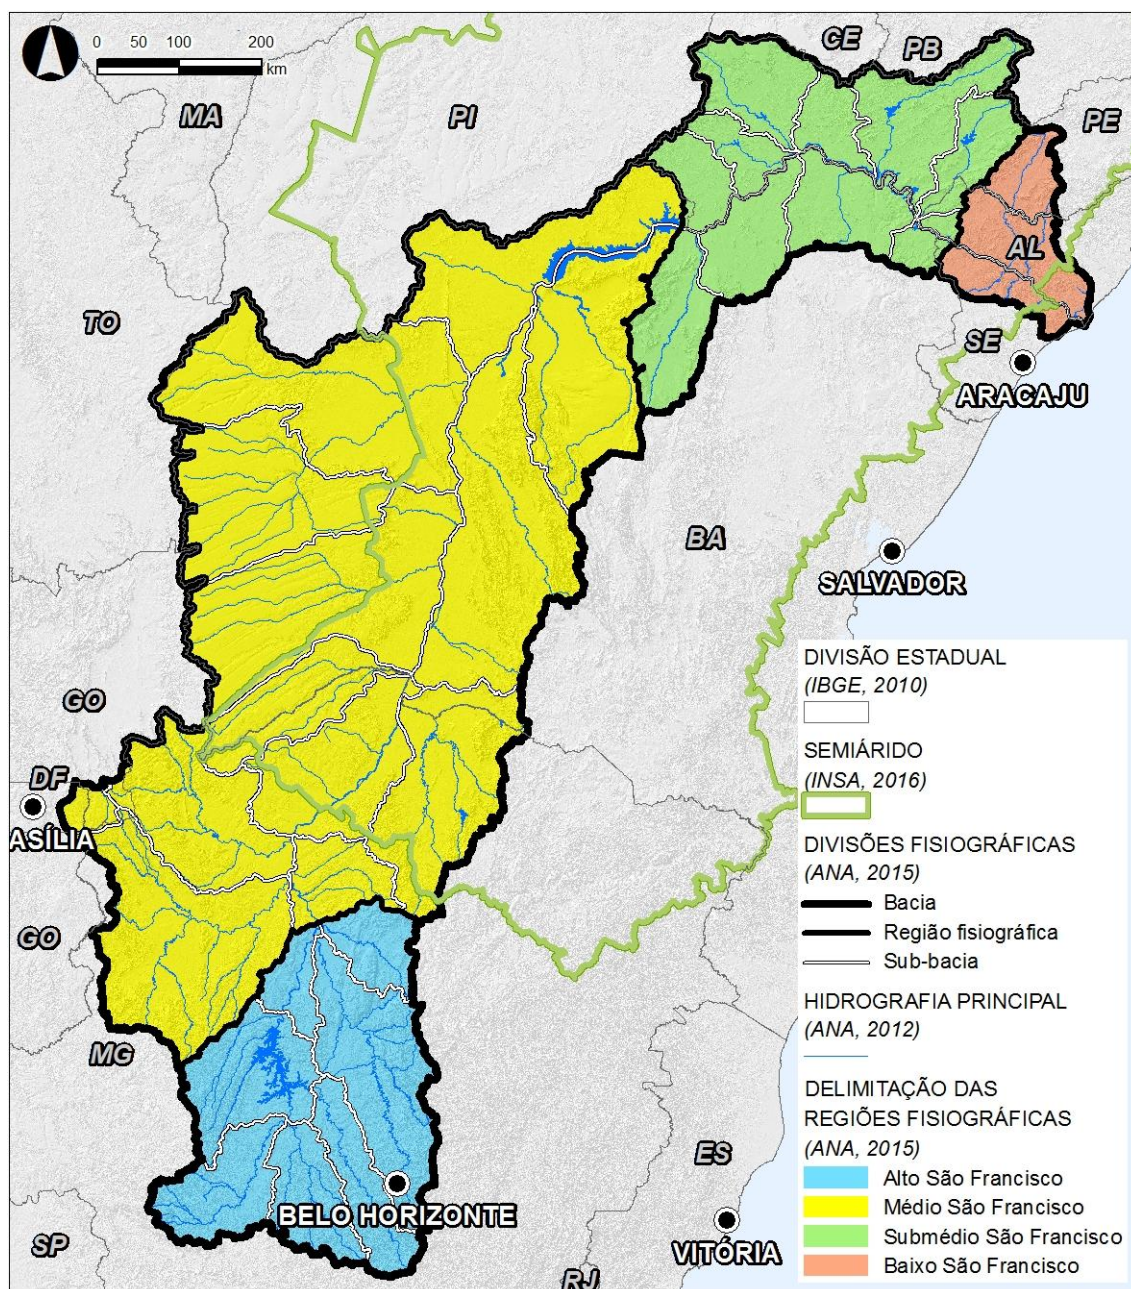 0 50 100 200
km
CE
PB
MA
PI
PE
AL
TO
SE
ARACAJU
BA
SALVADOR
GO
DF
ASÍLIA
GO
MG
BELO HORIZONTE
ES
VITÓRIA
SP
RJ
DIVISÃO ESTADUAL
(IBGE, 2010)
SEMIÁRIDO
(INSA, 2016)
DIVISÕES FISIOGRÁFICAS
(ANA, 2015)
Bacia
Região fisiográfica
Sub-bacia
HIDROGRAFIA PRINCIPAL
(ANA, 2012)
DELIMITAÇÃO DAS
REGIÕES FISIOGRÁFICAS
(ANA, 2015)
Alto São Francisco
Médio São Francisco
Submédio São Francisco
Baixo São Francisco